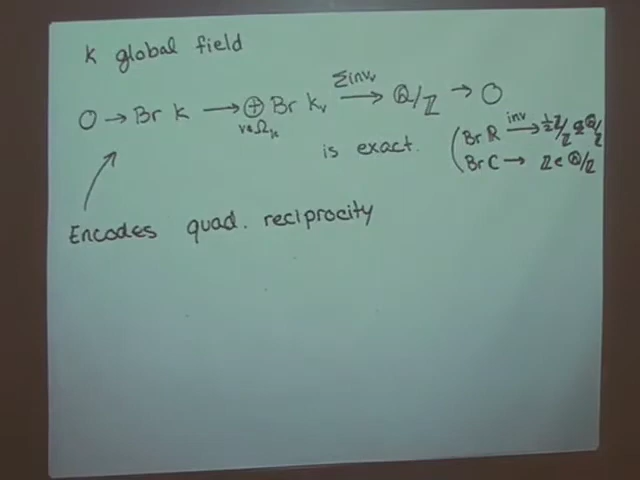 K global field
0 → Br k → ⊕ Br k_v → Q/Z → 0
Σinv_v
v∈Ω_k
is exact.
(Br R inv→ ½Z/Z ⊆ Q/Z
Br C → Z ∈ Q/Z
Encodes quad. reciprocity